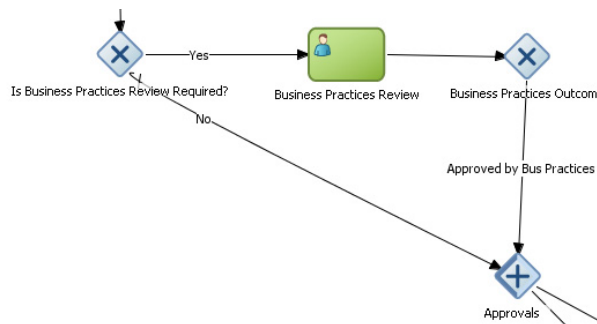 Yes
Is Business Practices Review Required?
Business Practices Review
Business Practices Outcom
No
Approved by Bus Practices
Approvals